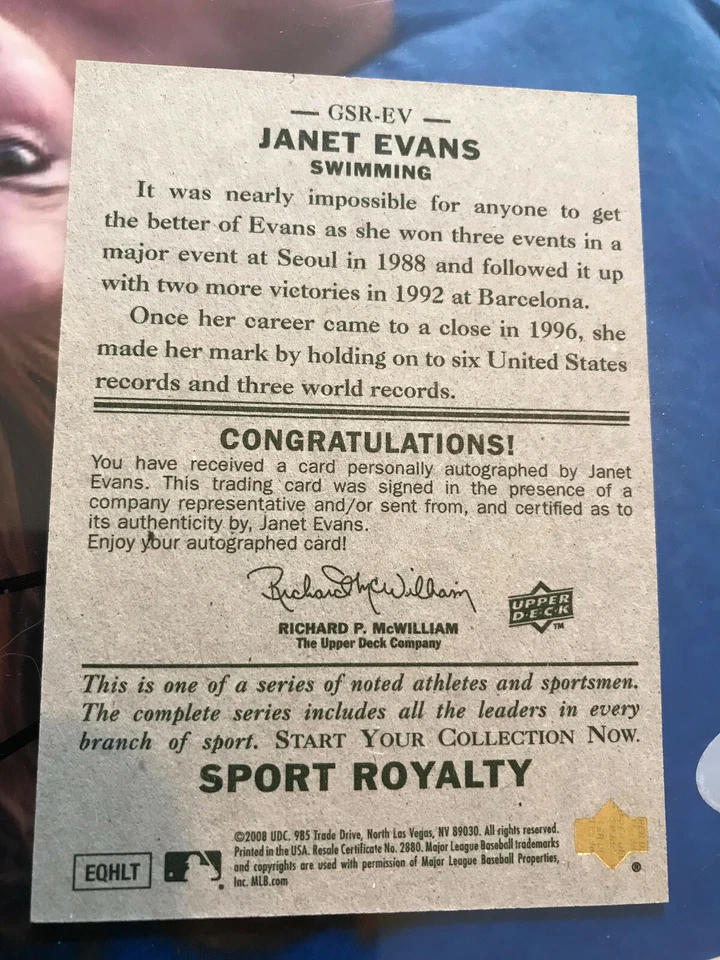 — GSR-EV —
JANET EVANS
SWIMMING
It was nearly impossible for anyone to get
the better of Evans as she won three events in a
major event at Seoul in 1988 and followed it up
with two more victories in 1992 at Barcelona.
Once her career came to a close in 1996, she
made her mark by holding on to six United States
records and three world records.
CONGRATULATIONS!
You have received a card personally autographed by Janet
Evans. This trading card was signed in the presence of a
company representative and/or sent from, and certified as to
its authenticity by, Janet Evans.
Enjoy your autographed card!
Richard McWilliam
UPPER
D·E·C·K
TM
RICHARD P. McWILLIAM
The Upper Deck Company
This is one of a series of noted athletes and sportsmen.
The complete series includes all the leaders in every
branch of sport. START YOUR COLLECTION NOW.
SPORT ROYALTY
©2008 UDC. 985 Trade Drive, North Las Vegas, NV 89030. All rights reserved.
Printed in the USA. Resale Certificate No. 2880. Major League Baseball trademarks
and copyrights are used with permission of Major League Baseball Properties,
Inc. MLB.com
EQHLT
®